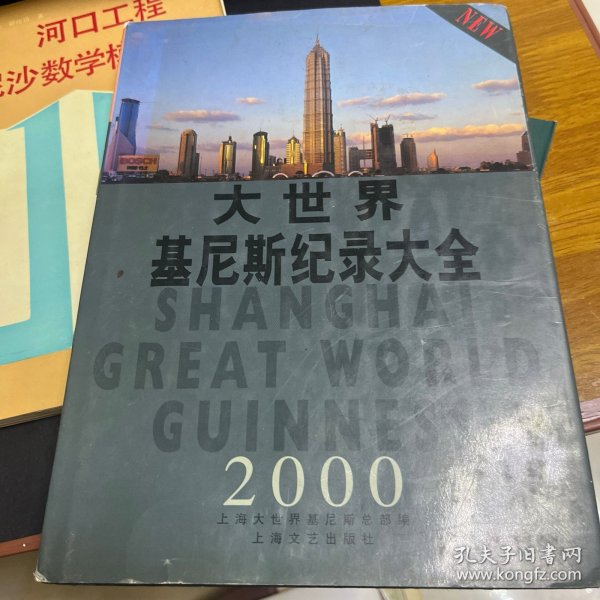 河口工程
泥沙数学模
NEW
BOSCH
大世界
基尼斯纪录大全
SHANGHAI
GREAT WORLD
GUINNESS
2000
上海大世界基尼斯总部编
上海文艺出版社
孔夫子旧书网
www.kongfz.com